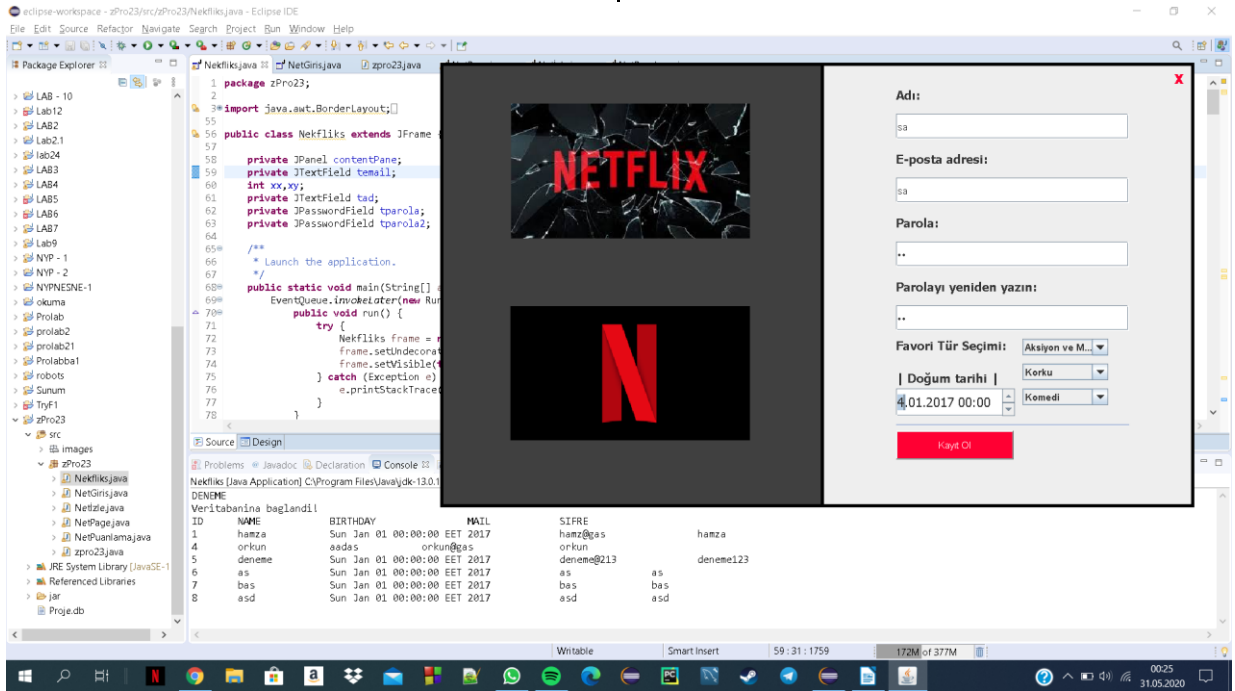 eclipse-workspace - zPro23/src/zPro23/Nekfliks.java - Eclipse IDE
File Edit Source Refactor Navigate Search Project Run Window Help
Package Explorer
LAB - 10
Lab12
LAB2
Lab2.1
lab24
LAB3
LAB4
LAB5
LAB6
LAB7
Lab9
NYP - 1
NYP - 2
NYPNESNE-1
okuma
Prolab
prolab2
prolab21
Prolabba1
robots
Sunum
TryF1
zPro23
src
images
zPro23
Nekfliks.java
NetGiris.java
NetIzle.java
NetPage.java
NetPuanlama.java
zpro23.java
JRE System Library [JavaSE-1
Referenced Libraries
jar
Proje.db
Nekfliks.java NetGiris.java zpro23.java
1 package zPro23;
2
3 import java.awt.BorderLayout;
55
56 public class Nekfliks extends JFrame {
57
58 private JPanel contentPane;
59 private JTextField temail;
60 int xx,xy;
61 private JTextField tad;
62 private JPasswordField tparola;
63 private JPasswordField tparola2;
64
65 /**
66 * Launch the application.
67 */
68 public static void main(String[] a
69 EventQueue.invokeLater(new Run
70 public void run() {
71 try {
72 Nekfliks frame = n
73 frame.setUndecorat
74 frame.setVisible(t
75 } catch (Exception e)
76 e.printStackTrace(
77 }
78 }
Source Design
Problems Javadoc Declaration Console
Nekfliks [Java Application] C:\Program Files\Java\jdk-13.0.1
DENEME
Veritabanina baglandi!
ID NAME BIRTHDAY MAIL SIFRE
1 hamza Sun Jan 01 00:00:00 EET 2017 hamz@gas hamza
4 orkun aadas orkun@gas orkun
5 deneme Sun Jan 01 00:00:00 EET 2017 deneme@213 deneme123
6 as Sun Jan 01 00:00:00 EET 2017 as as
7 bas Sun Jan 01 00:00:00 EET 2017 bas bas
8 asd Sun Jan 01 00:00:00 EET 2017 asd asd
X
NETFLIX
N
Adı:
sa
E-posta adresi:
sa
Parola:
••
Parolayı yeniden yazın:
••
Favori Tür Seçimi: Aksiyon ve M...
Korku
| Doğum tarihi |
4.01.2017 00:00 Komedi
Kayıt Ol
Writable Smart Insert 59 : 31 : 1759 172M of 377M
00:25
31.05.2020